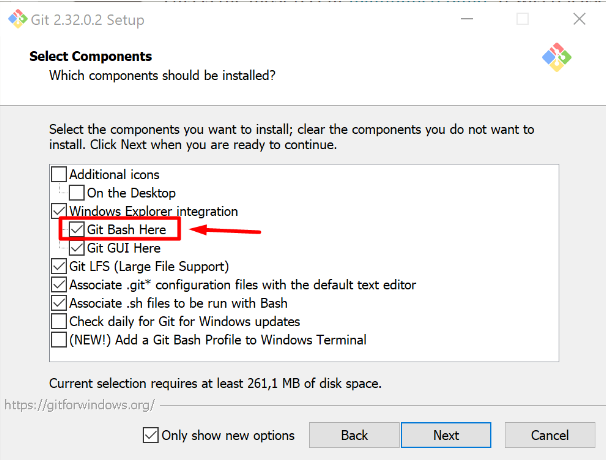 Git 2.32.0.2 Setup
Select Components
Which components should be installed?
Select the components you want to install; clear the components you do not want to
install. Click Next when you are ready to continue.
Additional icons
On the Desktop
Windows Explorer integration
Git Bash Here
Git GUI Here
Git LFS (Large File Support)
Associate .git* configuration files with the default text editor
Associate .sh files to be run with Bash
Check daily for Git for Windows updates
(NEW!) Add a Git Bash Profile to Windows Terminal
Current selection requires at least 261,1 MB of disk space.
https://gitforwindows.org/
Only show new options
Back
Next
Cancel